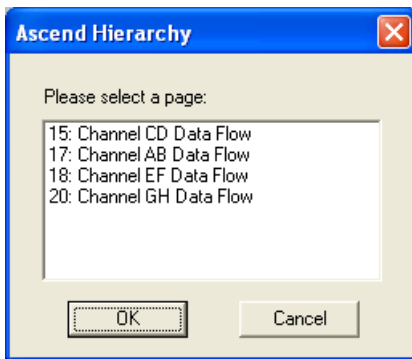 Ascend Hierarchy
Please select a page:
15: Channel CD Data Flow
17: Channel AB Data Flow
18: Channel EF Data Flow
20: Channel GH Data Flow
OK Cancel